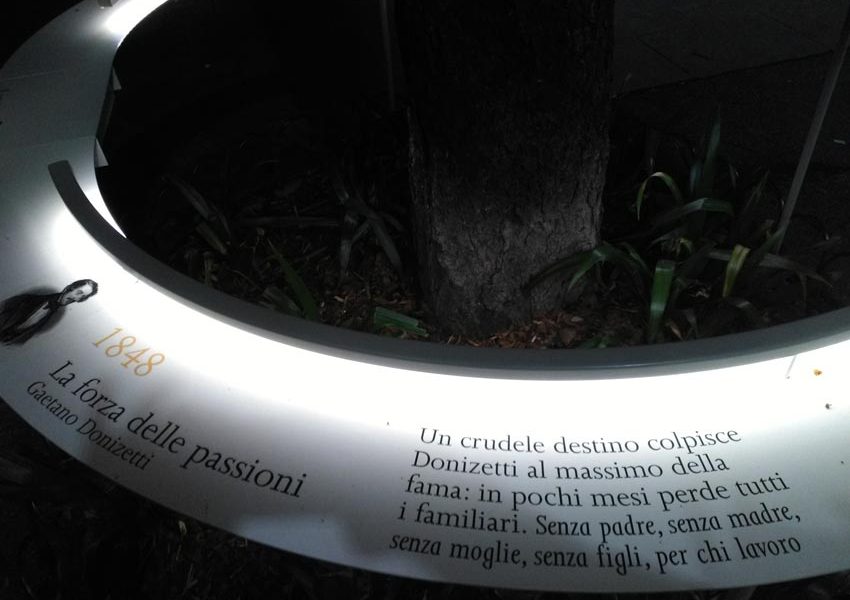 1848
La forza delle passioni
Gaetano Donizetti
Un crudele destino colpisce
Donizetti al massimo della
fama: in pochi mesi perde tutti
i familiari. Senza padre, senza madre,
senza moglie, senza figli, per chi lavoro